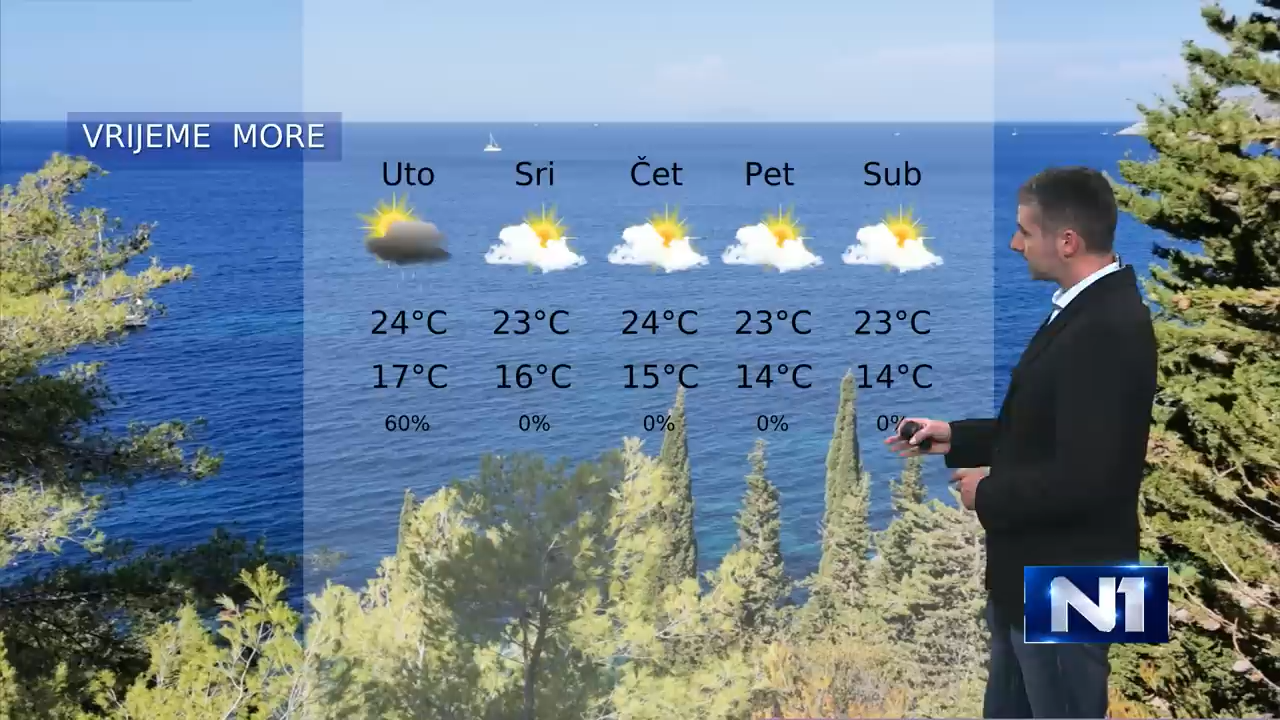 VRIJEME MORE
Uto Sri Čet Pet Sub
24°C 23°C 24°C 23°C 23°C
17°C 16°C 15°C 14°C 14°C
60% 0% 0% 0% 0%
N1